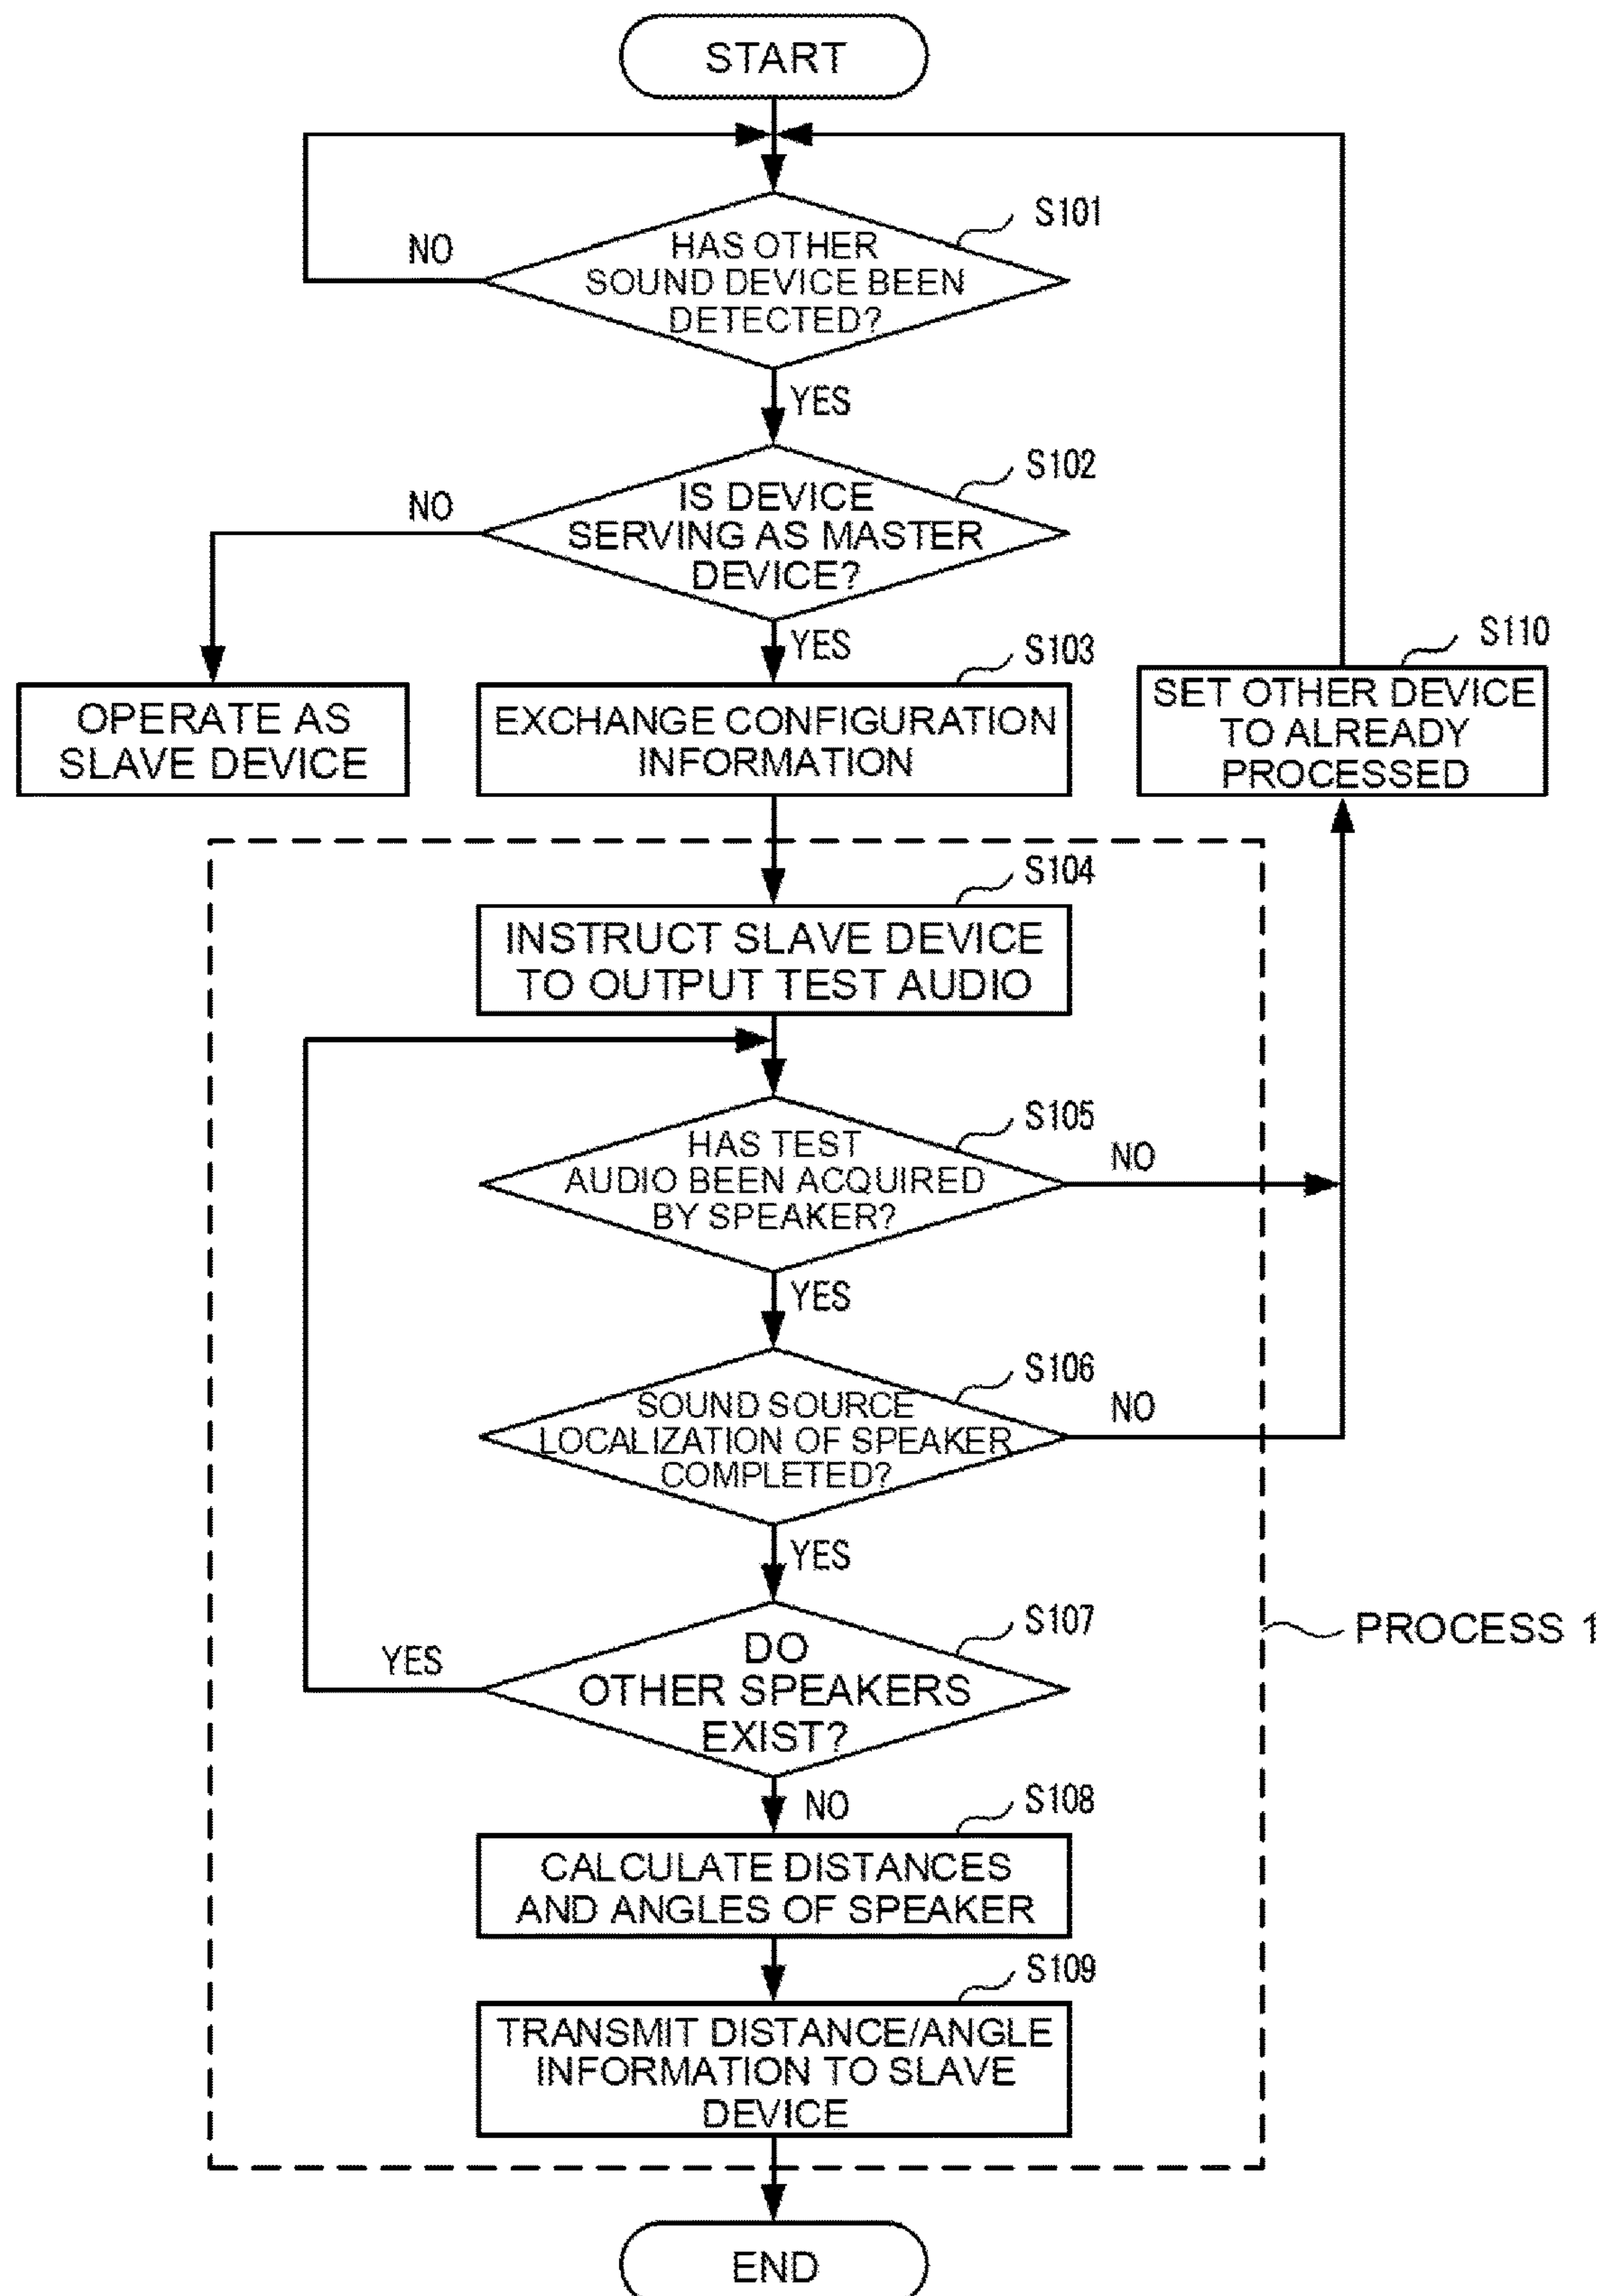 START
S101
NO
HAS OTHER
SOUND DEVICE BEEN
DETECTED?
YES
S102
NO
IS DEVICE
SERVING AS MASTER
DEVICE?
YES
S103
S110
OPERATE AS
SLAVE DEVICE
EXCHANGE CONFIGURATION
INFORMATION
SET OTHER DEVICE
TO ALREADY
PROCESSED
S104
INSTRUCT SLAVE DEVICE
TO OUTPUT TEST AUDIO
S105
HAS TEST
AUDIO BEEN ACQUIRED
BY SPEAKER?
NO
YES
S106
SOUND SOURCE
LOCALIZATION OF SPEAKER
COMPLETED?
NO
YES
S107
PROCESS 1
YES
DO
OTHER SPEAKERS
EXIST?
NO
S108
CALCULATE DISTANCES
AND ANGLES OF SPEAKER
S109
TRANSMIT DISTANCE/ANGLE
INFORMATION TO SLAVE
DEVICE
END